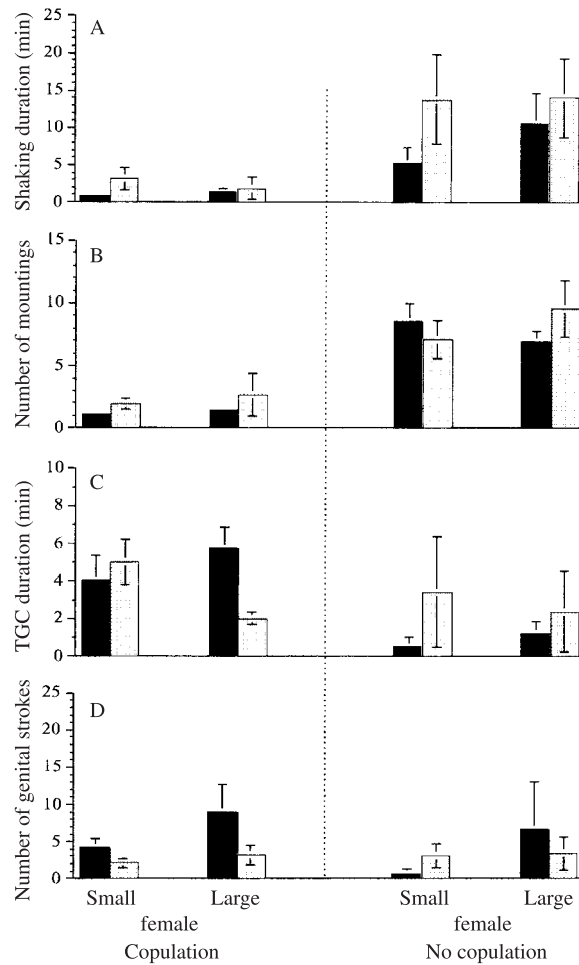 A
Shaking duration (min)
25
20
15
10
5
0
B
Number of mountings
15
10
5
0
C
TGC duration (min)
10
8
6
4
2
0
D
Number of genital strokes
25
20
15
10
5
0
Small Large Small Large
female female
Copulation No copulation